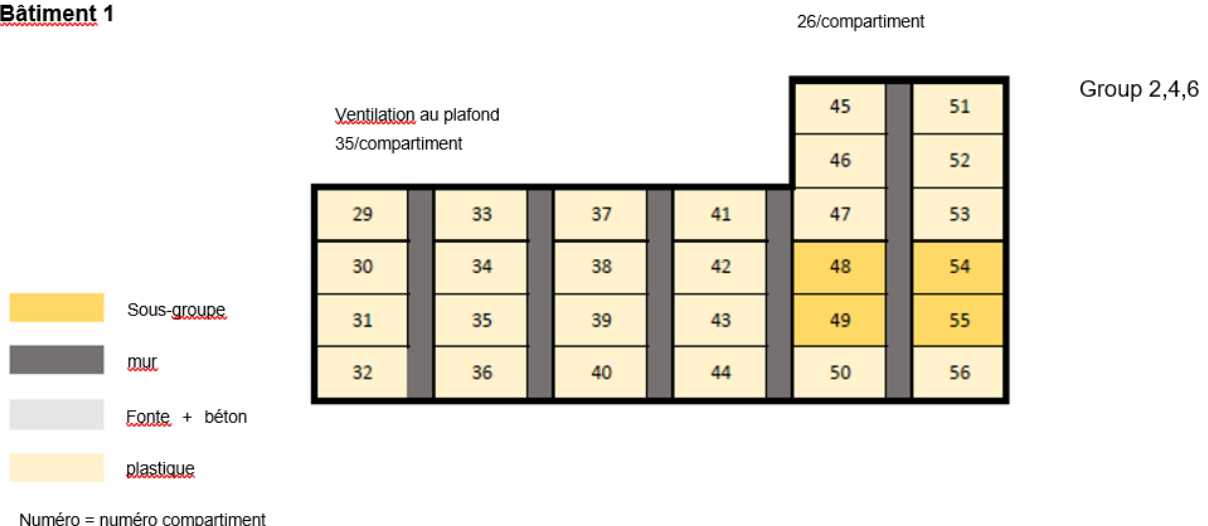 Bâtiment 1
26/compartiment
Group 2,4,6
Ventilation au plafond
35/compartiment
45 51
46 52
29 33 37 41 47 53
30 34 38 42 48 54
31 35 39 43 49 55
32 36 40 44 50 56
Sous-groupe
mur
Fonte + béton
plastique
Numéro = numéro compartiment